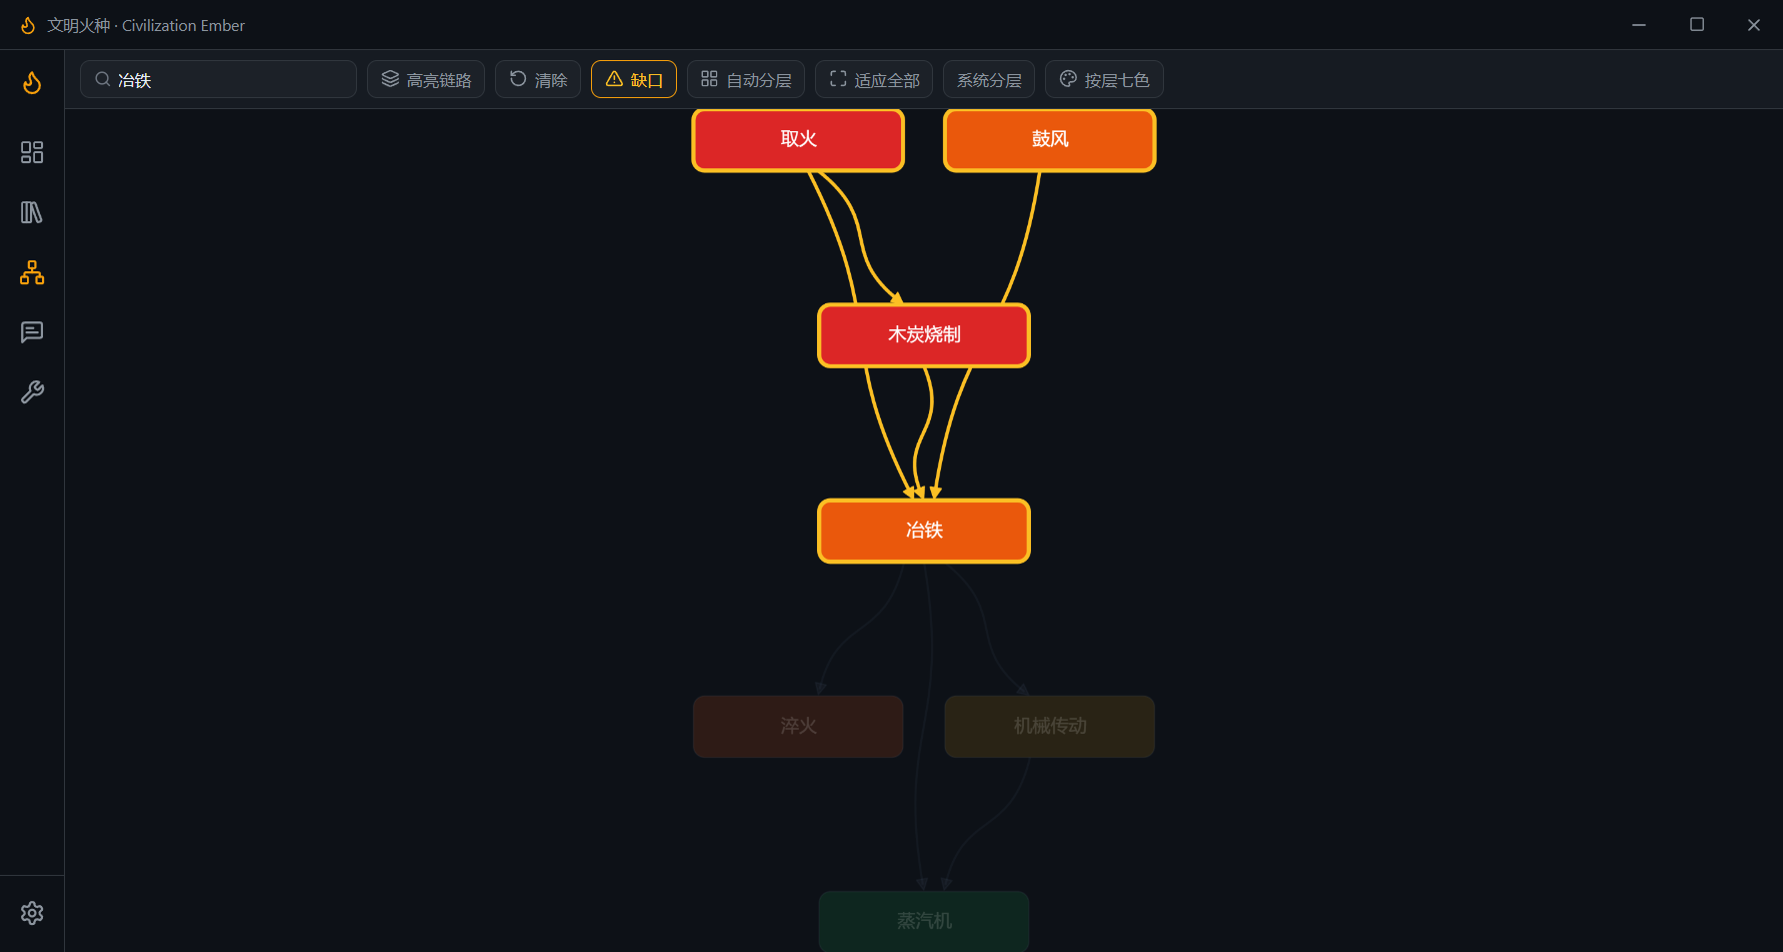 文明火种 · Civilization Ember
冶铁
高亮链路
清除
缺口
自动分层
适应全部
系统分层
按层七色
取火
鼓风
木炭烧制
冶铁
淬火
机械传动
蒸汽机